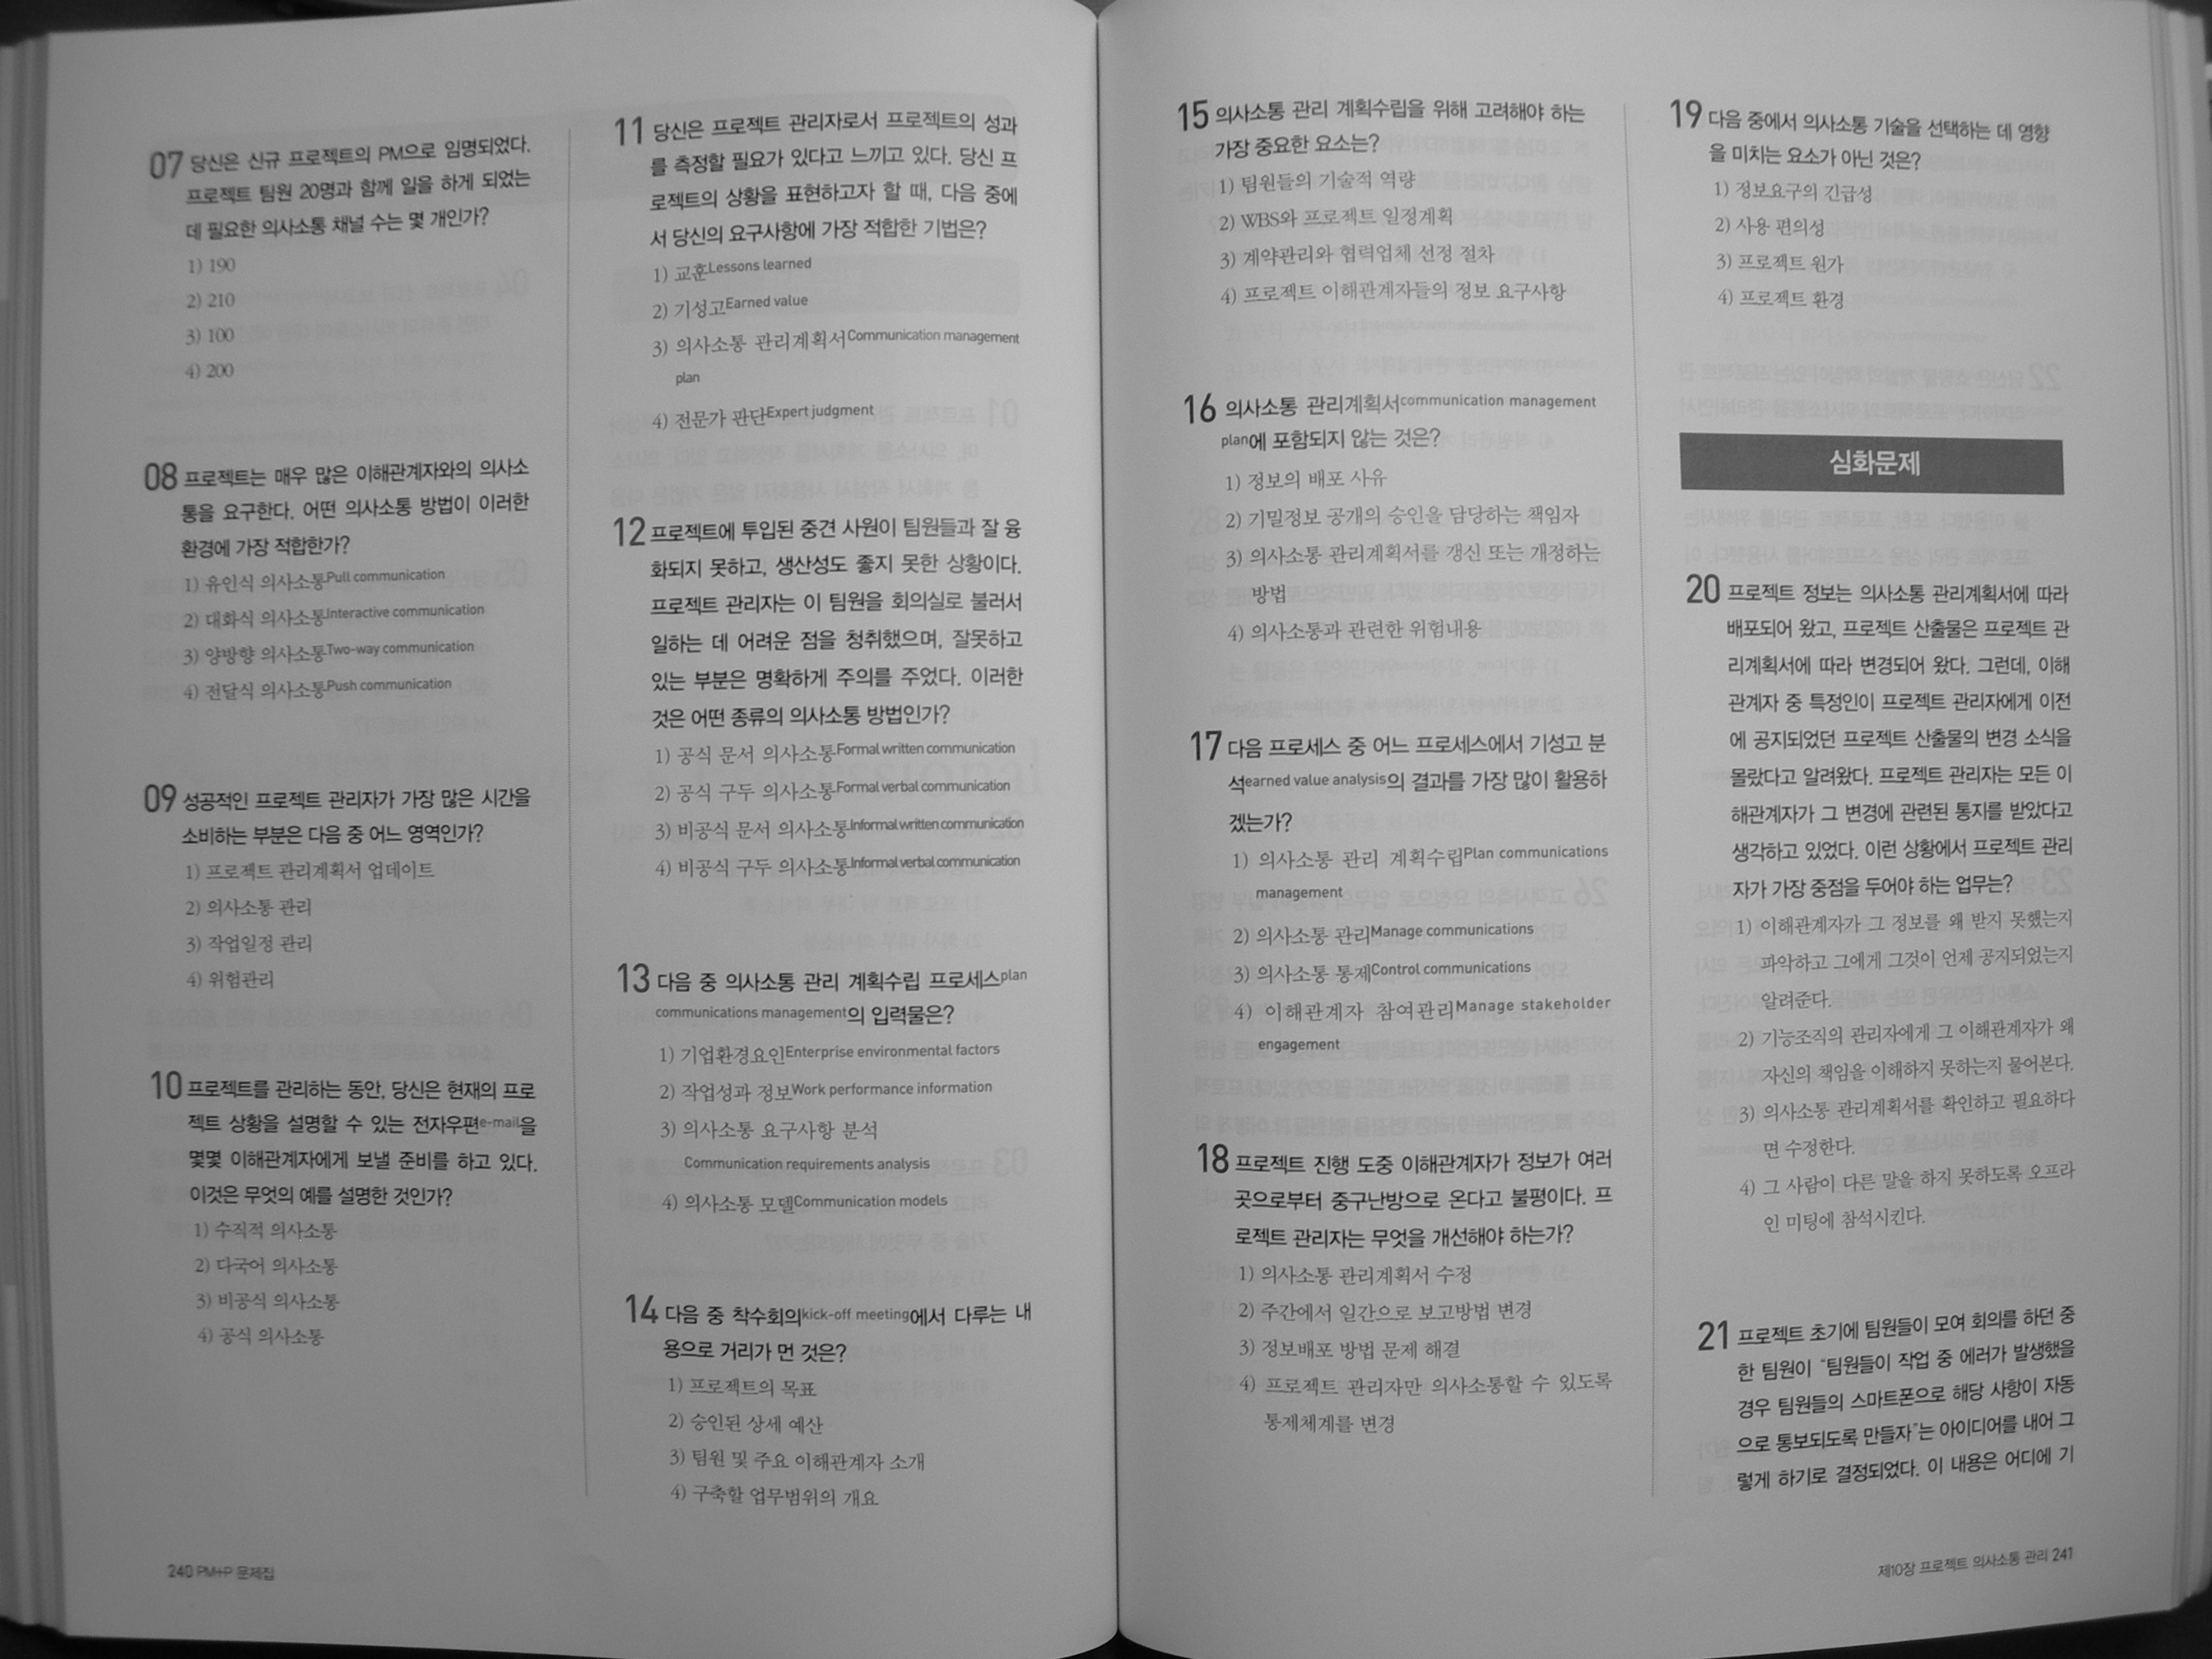 07 당신은 신규 프로젝트의 PM으로 임명되었다.
프로젝트 팀원 20명과 함께 일을 하게 되었는
데 필요한 의사소통 채널 수는 몇 개인가?
1) 190
2) 210
3) 100
4) 200
08 프로젝트는 매우 많은 이해관계자와의 의사소
통을 요구한다. 어떤 의사소통 방법이 이러한
환경에 가장 적합한가?
1) 유인식 의사소통Pull communication
2) 대화식 의사소통Interactive communication
3) 양방향 의사소통Two-way communication
4) 전달식 의사소통Push communication
09 성공적인 프로젝트 관리자가 가장 많은 시간을
소비하는 부분은 다음 중 어느 영역인가?
1) 프로젝트 관리계획서 업데이트
2) 의사소통 관리
3) 작업일정 관리
4) 위험관리
10 프로젝트를 관리하는 동안, 당신은 현재의 프로
젝트 상황을 설명할 수 있는 전자우편e-mail을
몇몇 이해관계자에게 보낼 준비를 하고 있다.
이것은 무엇의 예를 설명한 것인가?
1) 수직적 의사소통
2) 다국어 의사소통
3) 비공식 의사소통
4) 공식 의사소통
240 PM+P 문제집
11 당신은 프로젝트 관리자로서 프로젝트의 성과
를 측정할 필요가 있다고 느끼고 있다. 당신 프
로젝트의 상황을 표현하고자 할 때, 다음 중에
서 당신의 요구사항에 가장 적합한 기법은?
1) 교훈Lessons learned
2) 기성고Earned value
3) 의사소통 관리계획서Communication management
plan
4) 전문가 판단Expert judgment
12 프로젝트에 투입된 중견 사원이 팀원들과 잘 융
화되지 못하고, 생산성도 좋지 못한 상황이다.
프로젝트 관리자는 이 팀원을 회의실로 불러서
일하는 데 어려운 점을 청취했으며, 잘못하고
있는 부분은 명확하게 주의를 주었다. 이러한
것은 어떤 종류의 의사소통 방법인가?
1) 공식 문서 의사소통Formal written communication
2) 공식 구두 의사소통Formal verbal communication
3) 비공식 문서 의사소통Informal written communication
4) 비공식 구두 의사소통Informal verbal communication
13 다음 중 의사소통 관리 계획수립 프로세스plan
communications management의 입력물은?
1) 기업환경요인Enterprise environmental factors
2) 작업성과 정보Work performance information
3) 의사소통 요구사항 분석
Communication requirements analysis
4) 의사소통 모델Communication models
14 다음 중 착수회의kick-off meeting에서 다루는 내
용으로 거리가 먼 것은?
1) 프로젝트의 목표
2) 승인된 상세 예산
3) 팀원 및 주요 이해관계자 소개
4) 구축할 업무범위의 개요
15 의사소통 관리 계획수립을 위해 고려해야 하는
가장 중요한 요소는?
1) 팀원들의 기술적 역량
2) WBS와 프로젝트 일정계획
3) 계약관리와 협력업체 선정 절차
4) 프로젝트 이해관계자들의 정보 요구사항
16 의사소통 관리계획서communication management
plan에 포함되지 않는 것은?
1) 정보의 배포 사유
2) 기밀정보 공개의 승인을 담당하는 책임자
3) 의사소통 관리계획서를 갱신 또는 개정하는
방법
4) 의사소통과 관련한 위험내용
17 다음 프로세스 중 어느 프로세스에서 기성고 분
석earned value analysis의 결과를 가장 많이 활용하
겠는가?
1) 의사소통 관리 계획수립Plan communications
management
2) 의사소통 관리Manage communications
3) 의사소통 통제Control communications
4) 이해관계자 참여관리Manage stakeholder
engagement
18 프로젝트 진행 도중 이해관계자가 정보가 여러
곳으로부터 중구난방으로 온다고 불평이다. 프
로젝트 관리자는 무엇을 개선해야 하는가?
1) 의사소통 관리계획서 수정
2) 주간에서 일간으로 보고방법 변경
3) 정보배포 방법 문제 해결
4) 프로젝트 관리자만 의사소통할 수 있도록
통제체계를 변경
19 다음 중에서 의사소통 기술을 선택하는 데 영향
을 미치는 요소가 아닌 것은?
1) 정보요구의 긴급성
2) 사용 편의성
3) 프로젝트 원가
4) 프로젝트 환경
심화문제
20 프로젝트 정보는 의사소통 관리계획서에 따라
배포되어 왔고, 프로젝트 산출물은 프로젝트 관
리계획서에 따라 변경되어 왔다. 그런데, 이해
관계자 중 특정인이 프로젝트 관리자에게 이전
에 공지되었던 프로젝트 산출물의 변경 소식을
몰랐다고 알려왔다. 프로젝트 관리자는 모든 이
해관계자가 그 변경에 관련된 통지를 받았다고
생각하고 있었다. 이런 상황에서 프로젝트 관리
자가 가장 중점을 두어야 하는 업무는?
1) 이해관계자가 그 정보를 왜 받지 못했는지
파악하고 그에게 그것이 언제 공지되었는지
알려준다.
2) 기능조직의 관리자에게 그 이해관계자가 왜
자신의 책임을 이해하지 못하는지 물어본다.
3) 의사소통 관리계획서를 확인하고 필요하다
면 수정한다.
4) 그 사람이 다른 말을 하지 못하도록 오프라
인 미팅에 참석시킨다.
21 프로젝트 초기에 팀원들이 모여 회의를 하던 중
한 팀원이 "팀원들이 작업 중 에러가 발생했을
경우 팀원들의 스마트폰으로 해당 사항이 자동
으로 통보되도록 만들자"는 아이디어를 내어 그
렇게 하기로 결정되었다. 이 내용은 어디에 기
제10장 프로젝트 의사소통 관리 241